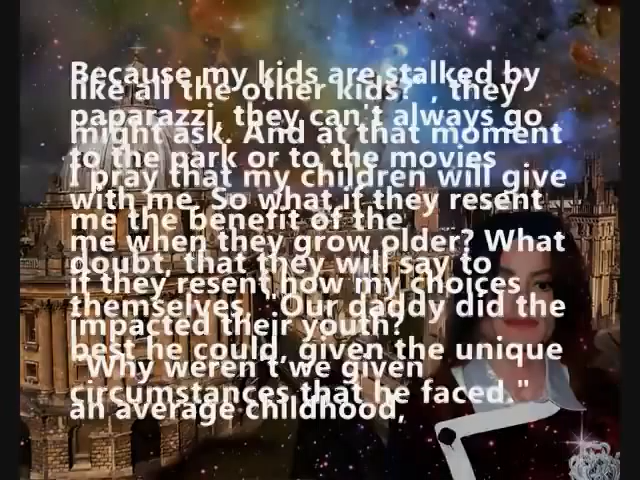 Because my kids are stalked by
paparazzi, they can't always go
to the park or to the movies
with me. So what if they resent
me when they grow older? What
if they resent how my choices
impacted their youth?
"Why weren't we given
an average childhood,
like all the other kids?", they
might ask. And at that moment
I pray that my children will give
me the benefit of the
doubt, that they will say to
themselves, "Our daddy did the
best he could, given the unique
circumstances that he faced."